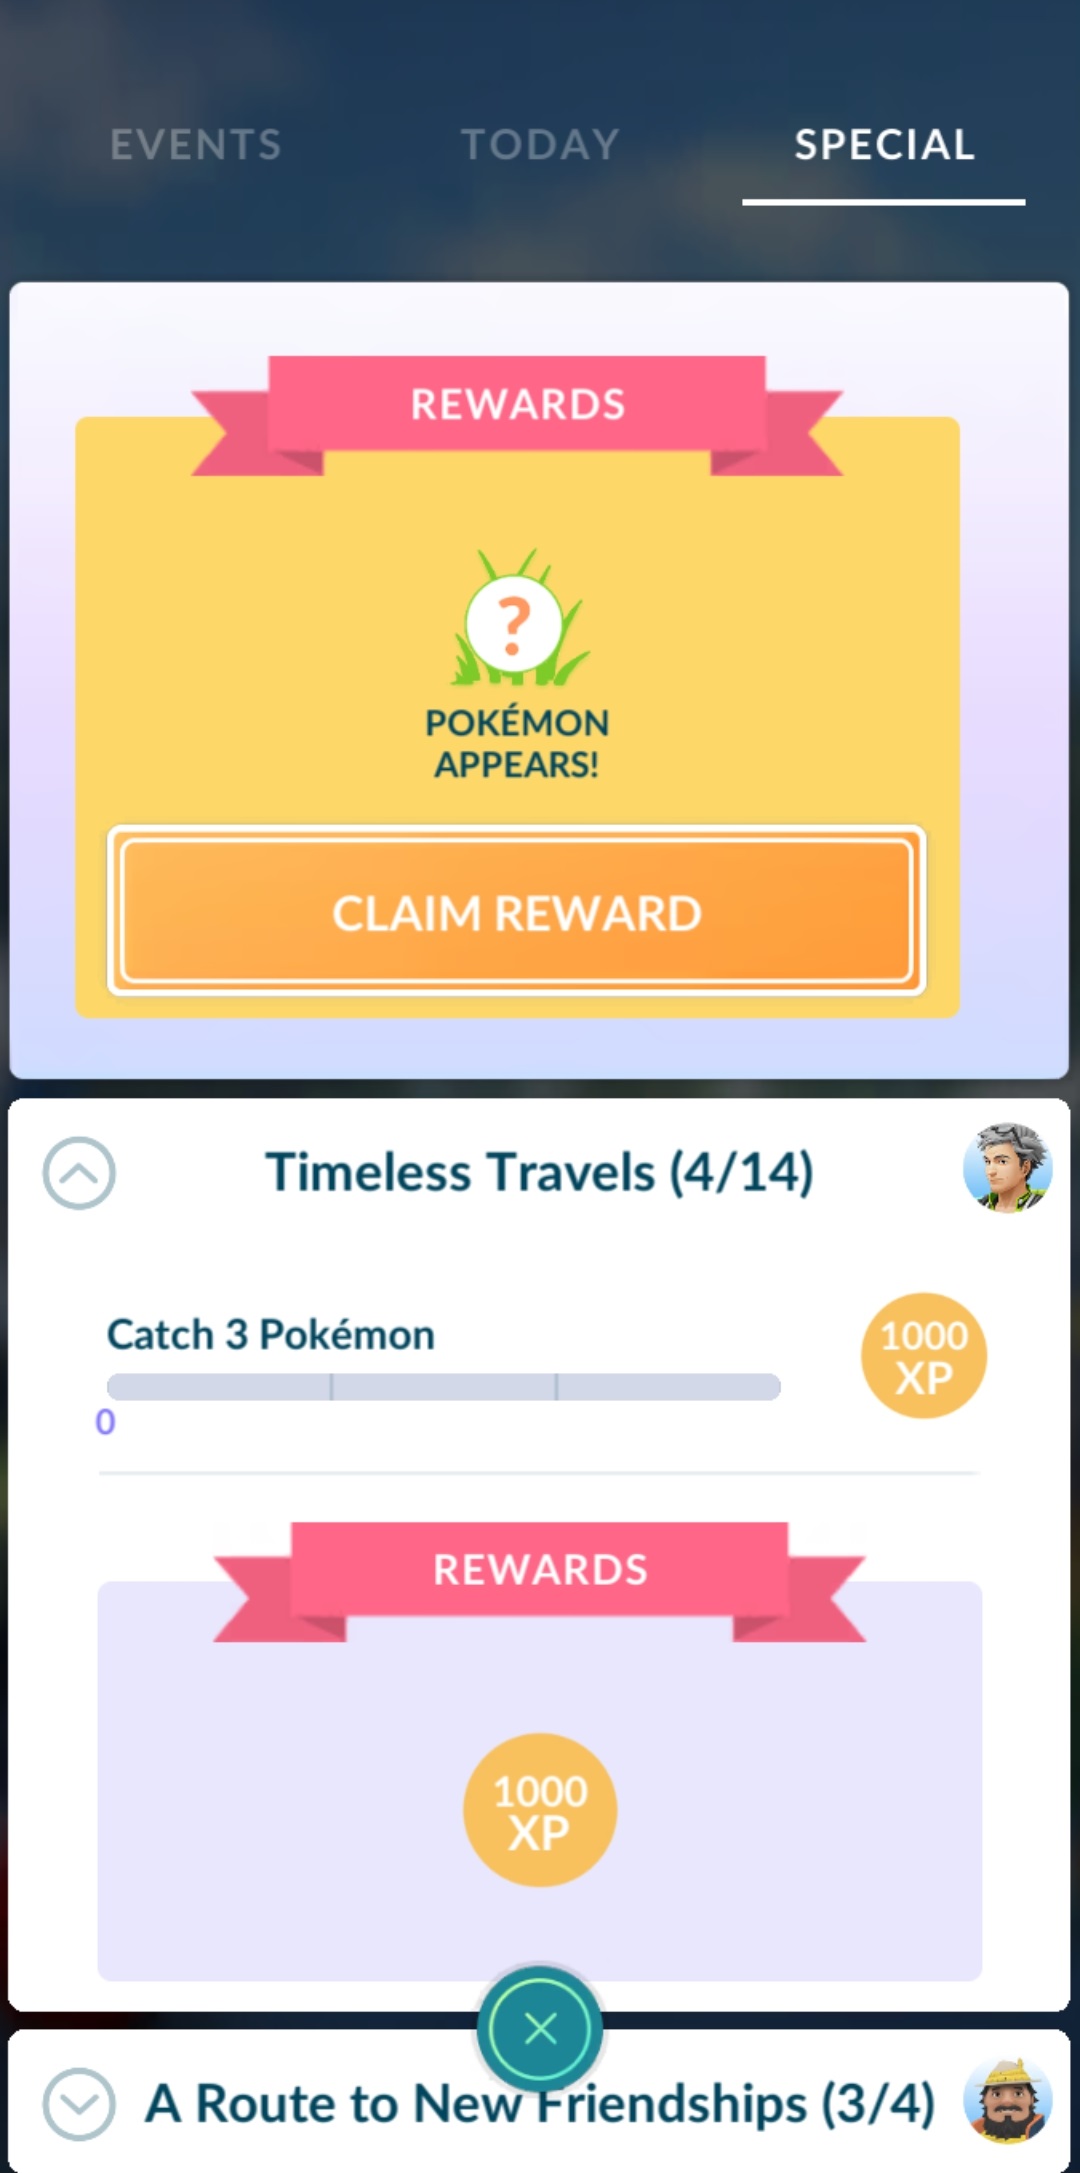 EVENTS TODAY SPECIAL
REWARDS
?
POKÉMON
APPEARS!
CLAIM REWARD
Timeless Travels (4/14)
Catch 3 Pokémon
1000
XP
0
REWARDS
1000
XP
A Route to New Friendships (3/4)